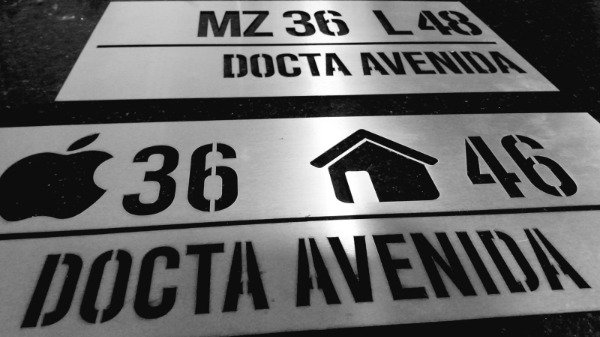 MZ 36 L 48
DOCTA AVENIDA
36 46
DOCTA AVENIDA